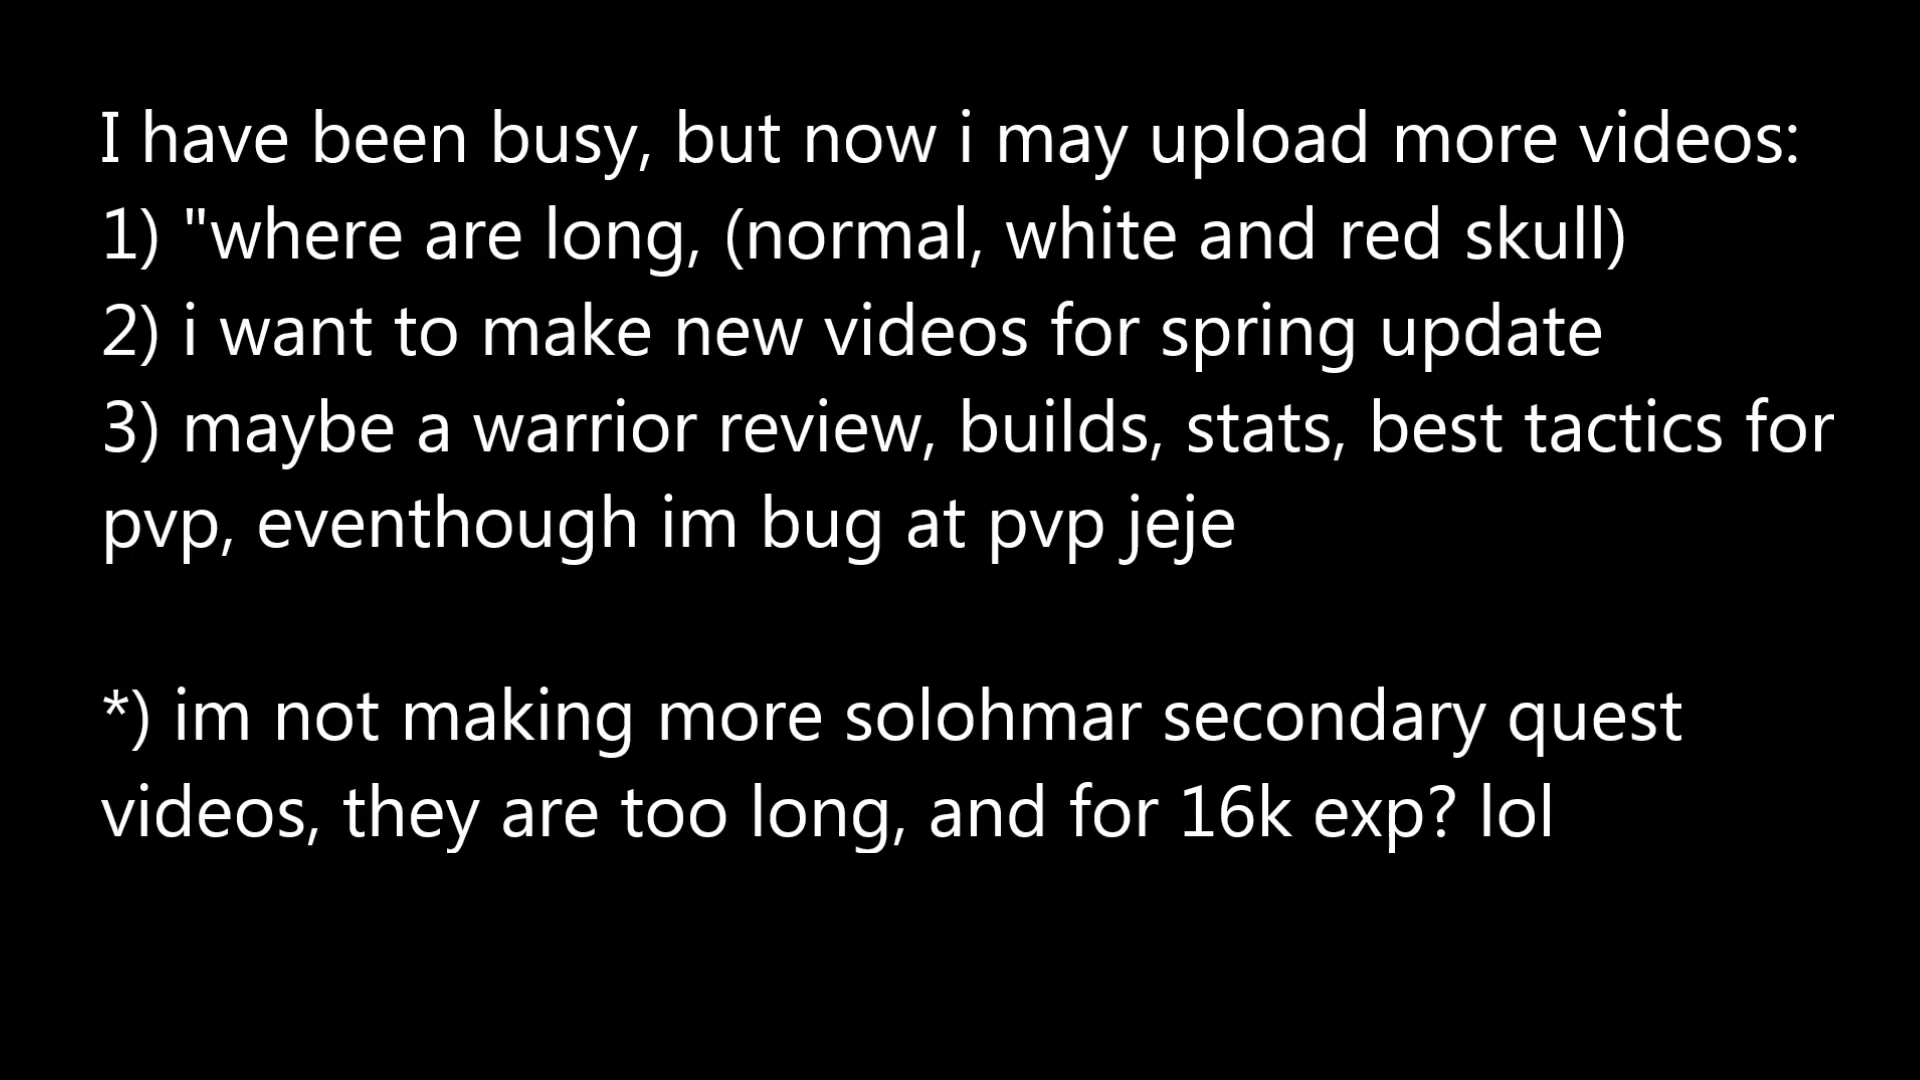 I have been busy, but now i may upload more videos:
1) "where are long, (normal, white and red skull)
2) i want to make new videos for spring update
3) maybe a warrior review, builds, stats, best tactics for
pvp, eventhough im bug at pvp jeje
*) im not making more solohmar secondary quest
videos, they are too long, and for 16k exp? lol